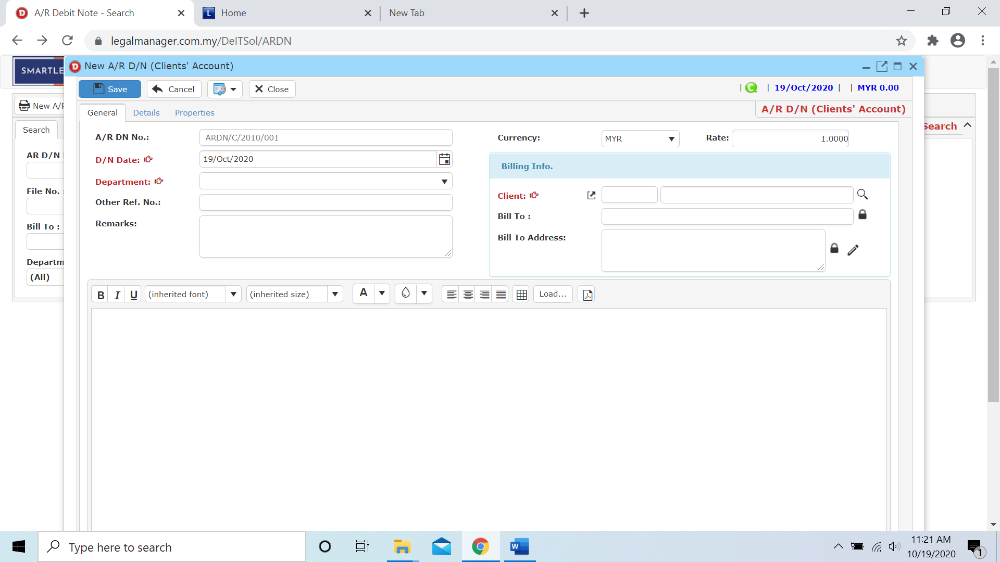 A/R Debit Note - Search
Home
New Tab
legalmanager.com.my/DeITSol/ARDN
SMARTLE
New A/R D/N (Clients' Account)
Save
Cancel
Close
| | 19/Oct/2020 | | MYR 0.00
New A/
General
Details
Properties
A/R D/N (Clients' Account)
Search
Search
A/R DN No.:
ARDN/C/2010/001
Currency:
MYR
Rate:
1.0000
AR D/N
D/N Date:
19/Oct/2020
Billing Info.
Department:
File No. :
Client:
Other Ref. No.:
Bill To :
Remarks:
Bill To :
Bill To Address:
Departm
(All)
B I U
(inherited font)
(inherited size)
A
Load...
Type here to search
11:21 AM
10/19/2020
1